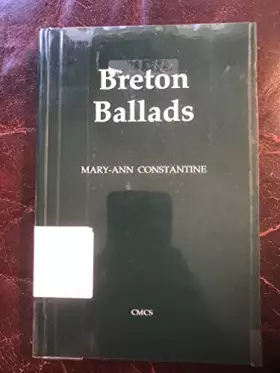 Breton
Ballads
MARY-ANN CONSTANTINE
CMCS